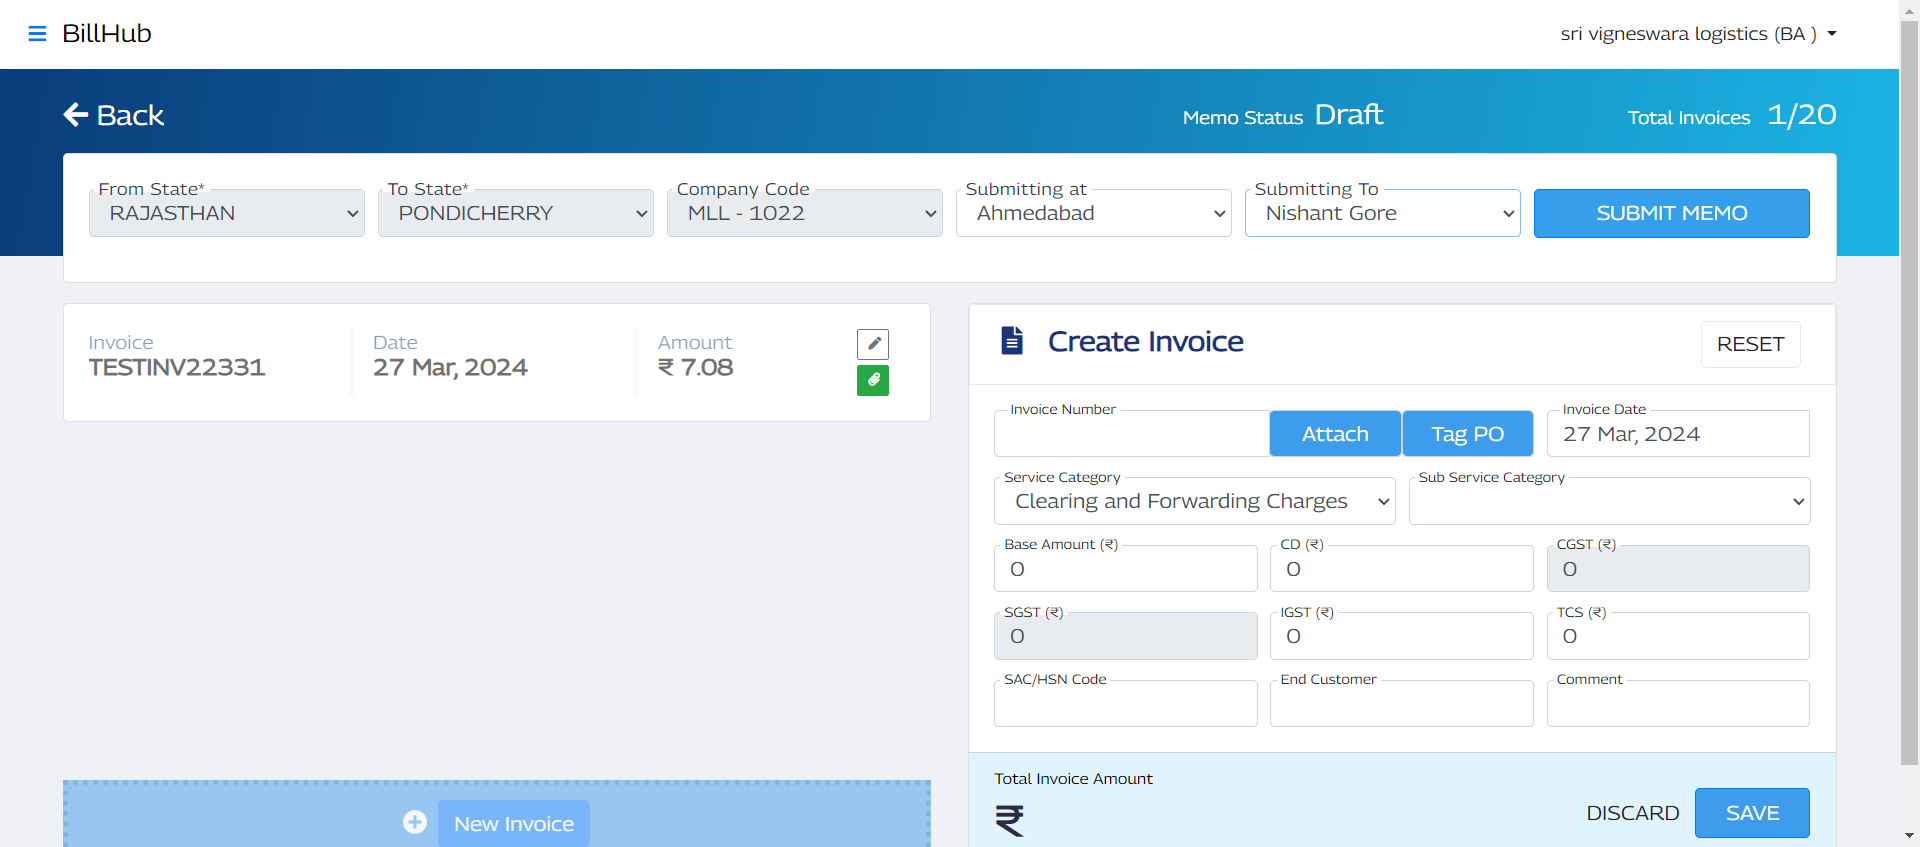 BillHub
sri vigneswara logistics (BA )
Back
Memo Status Draft
Total Invoices 1/20
From State*
RAJASTHAN
To State*
PONDICHERRY
Company Code
MLL - 1022
Submitting at
Ahmedabad
Submitting To
Nishant Gore
SUBMIT MEMO
Invoice
TESTINV22331
Date
27 Mar, 2024
Amount
₹ 7.08
Create Invoice
RESET
Invoice Number
Attach
Tag PO
Invoice Date
27 Mar, 2024
Service Category
Clearing and Forwarding Charges
Sub Service Category
Base Amount (₹)
0
CD (₹)
0
CGST (₹)
0
SGST (₹)
0
IGST (₹)
0
TCS (₹)
0
SAC/HSN Code
End Customer
Comment
Total Invoice Amount
₹
DISCARD
SAVE
New Invoice